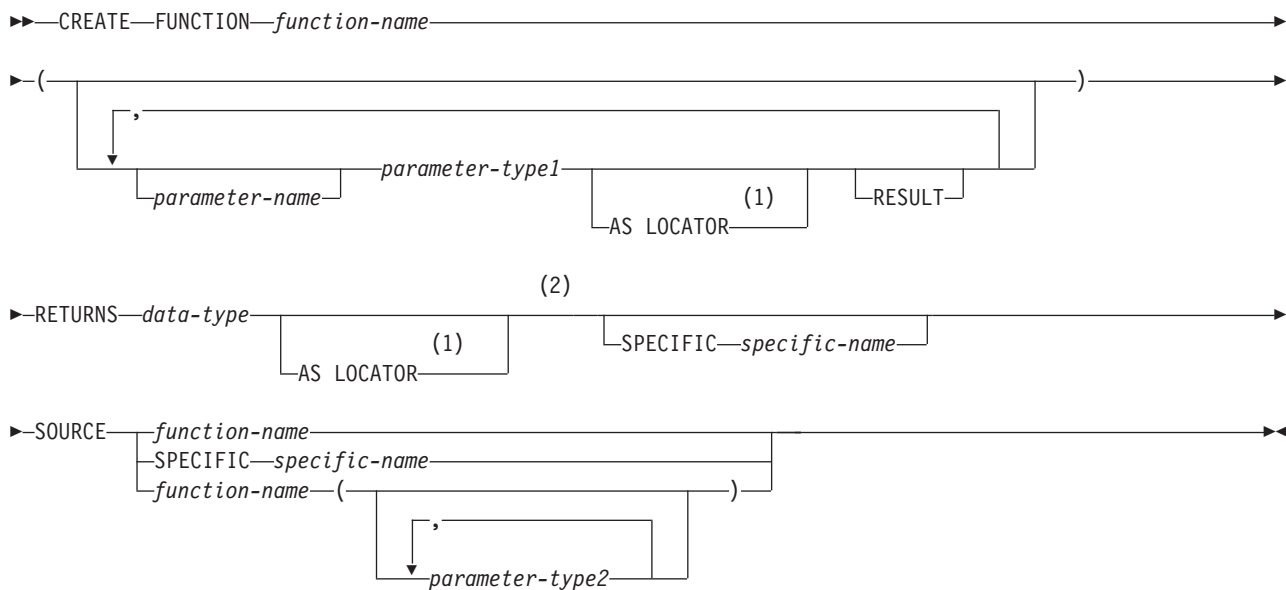 CREATE FUNCTION function-name
( )
,
parameter-name parameter-type1 AS LOCATOR (1) RESULT
RETURNS data-type AS LOCATOR (1) (2) SPECIFIC specific-name
SOURCE function-name
SPECIFIC specific-name
function-name ( )
,
parameter-type2